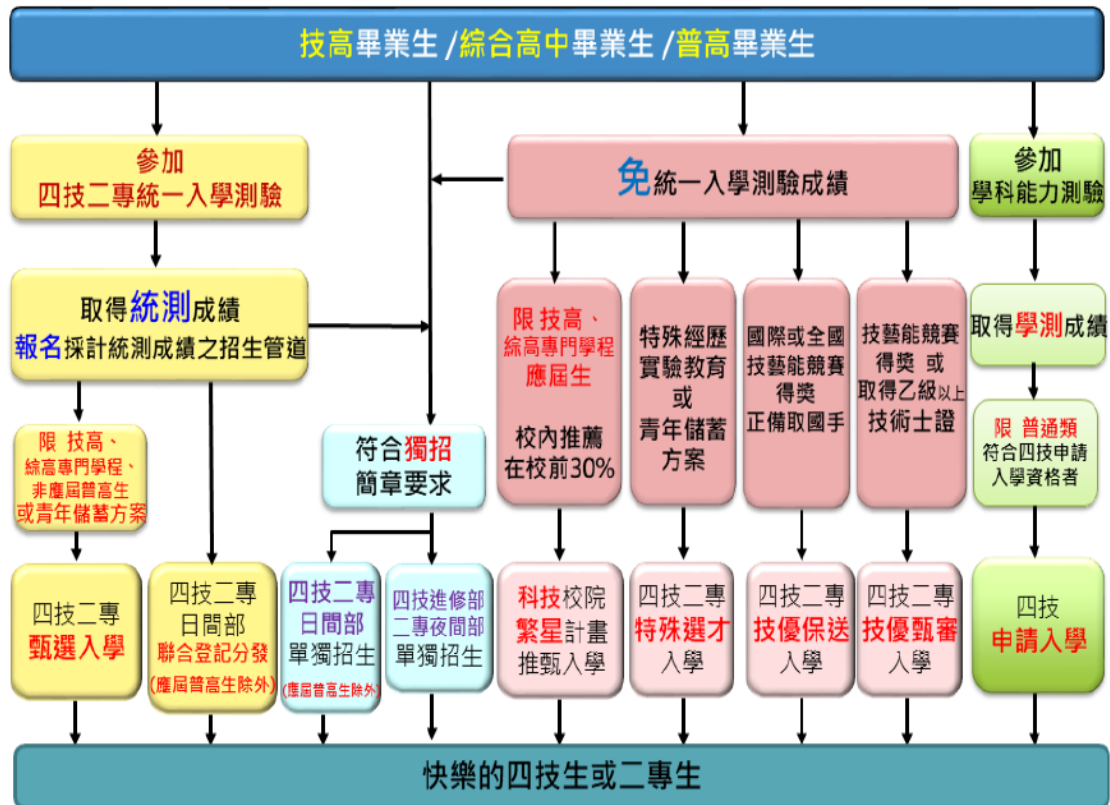 技高畢業生 /綜合高中畢業生 /普高畢業生
參加
四技二專統一入學測驗
免統一入學測驗成績
參加
學科能力測驗
取得統測成績
報名採計統測成績之招生管道
限 技高、
綜高專門學程
應屆生
校內推薦
在校前30%
特殊經歷
實驗教育
或
青年儲蓄
方案
國際或全國
技藝能競賽
得獎
正備取國手
技藝能競賽
得獎 或
取得乙級以上
技術士證
取得學測成績
限 技高、
綜高專門學程、
非應屆普高生
或青年儲蓄方案
符合獨招
簡章要求
限 普通類
符合四技申請
入學資格者
四技二專
甄選入學
四技二專
日間部
聯合登記分發
(應屆普高生除外)
四技二專
日間部
單獨招生
(應屆普高生除外)
四技進修部
二專夜間部
單獨招生
科技校院
繁星計畫
推甄入學
四技二專
特殊選才
入學
四技二專
技優保送
入學
四技二專
技優甄審
入學
四技
申請入學
快樂的四技生或二專生